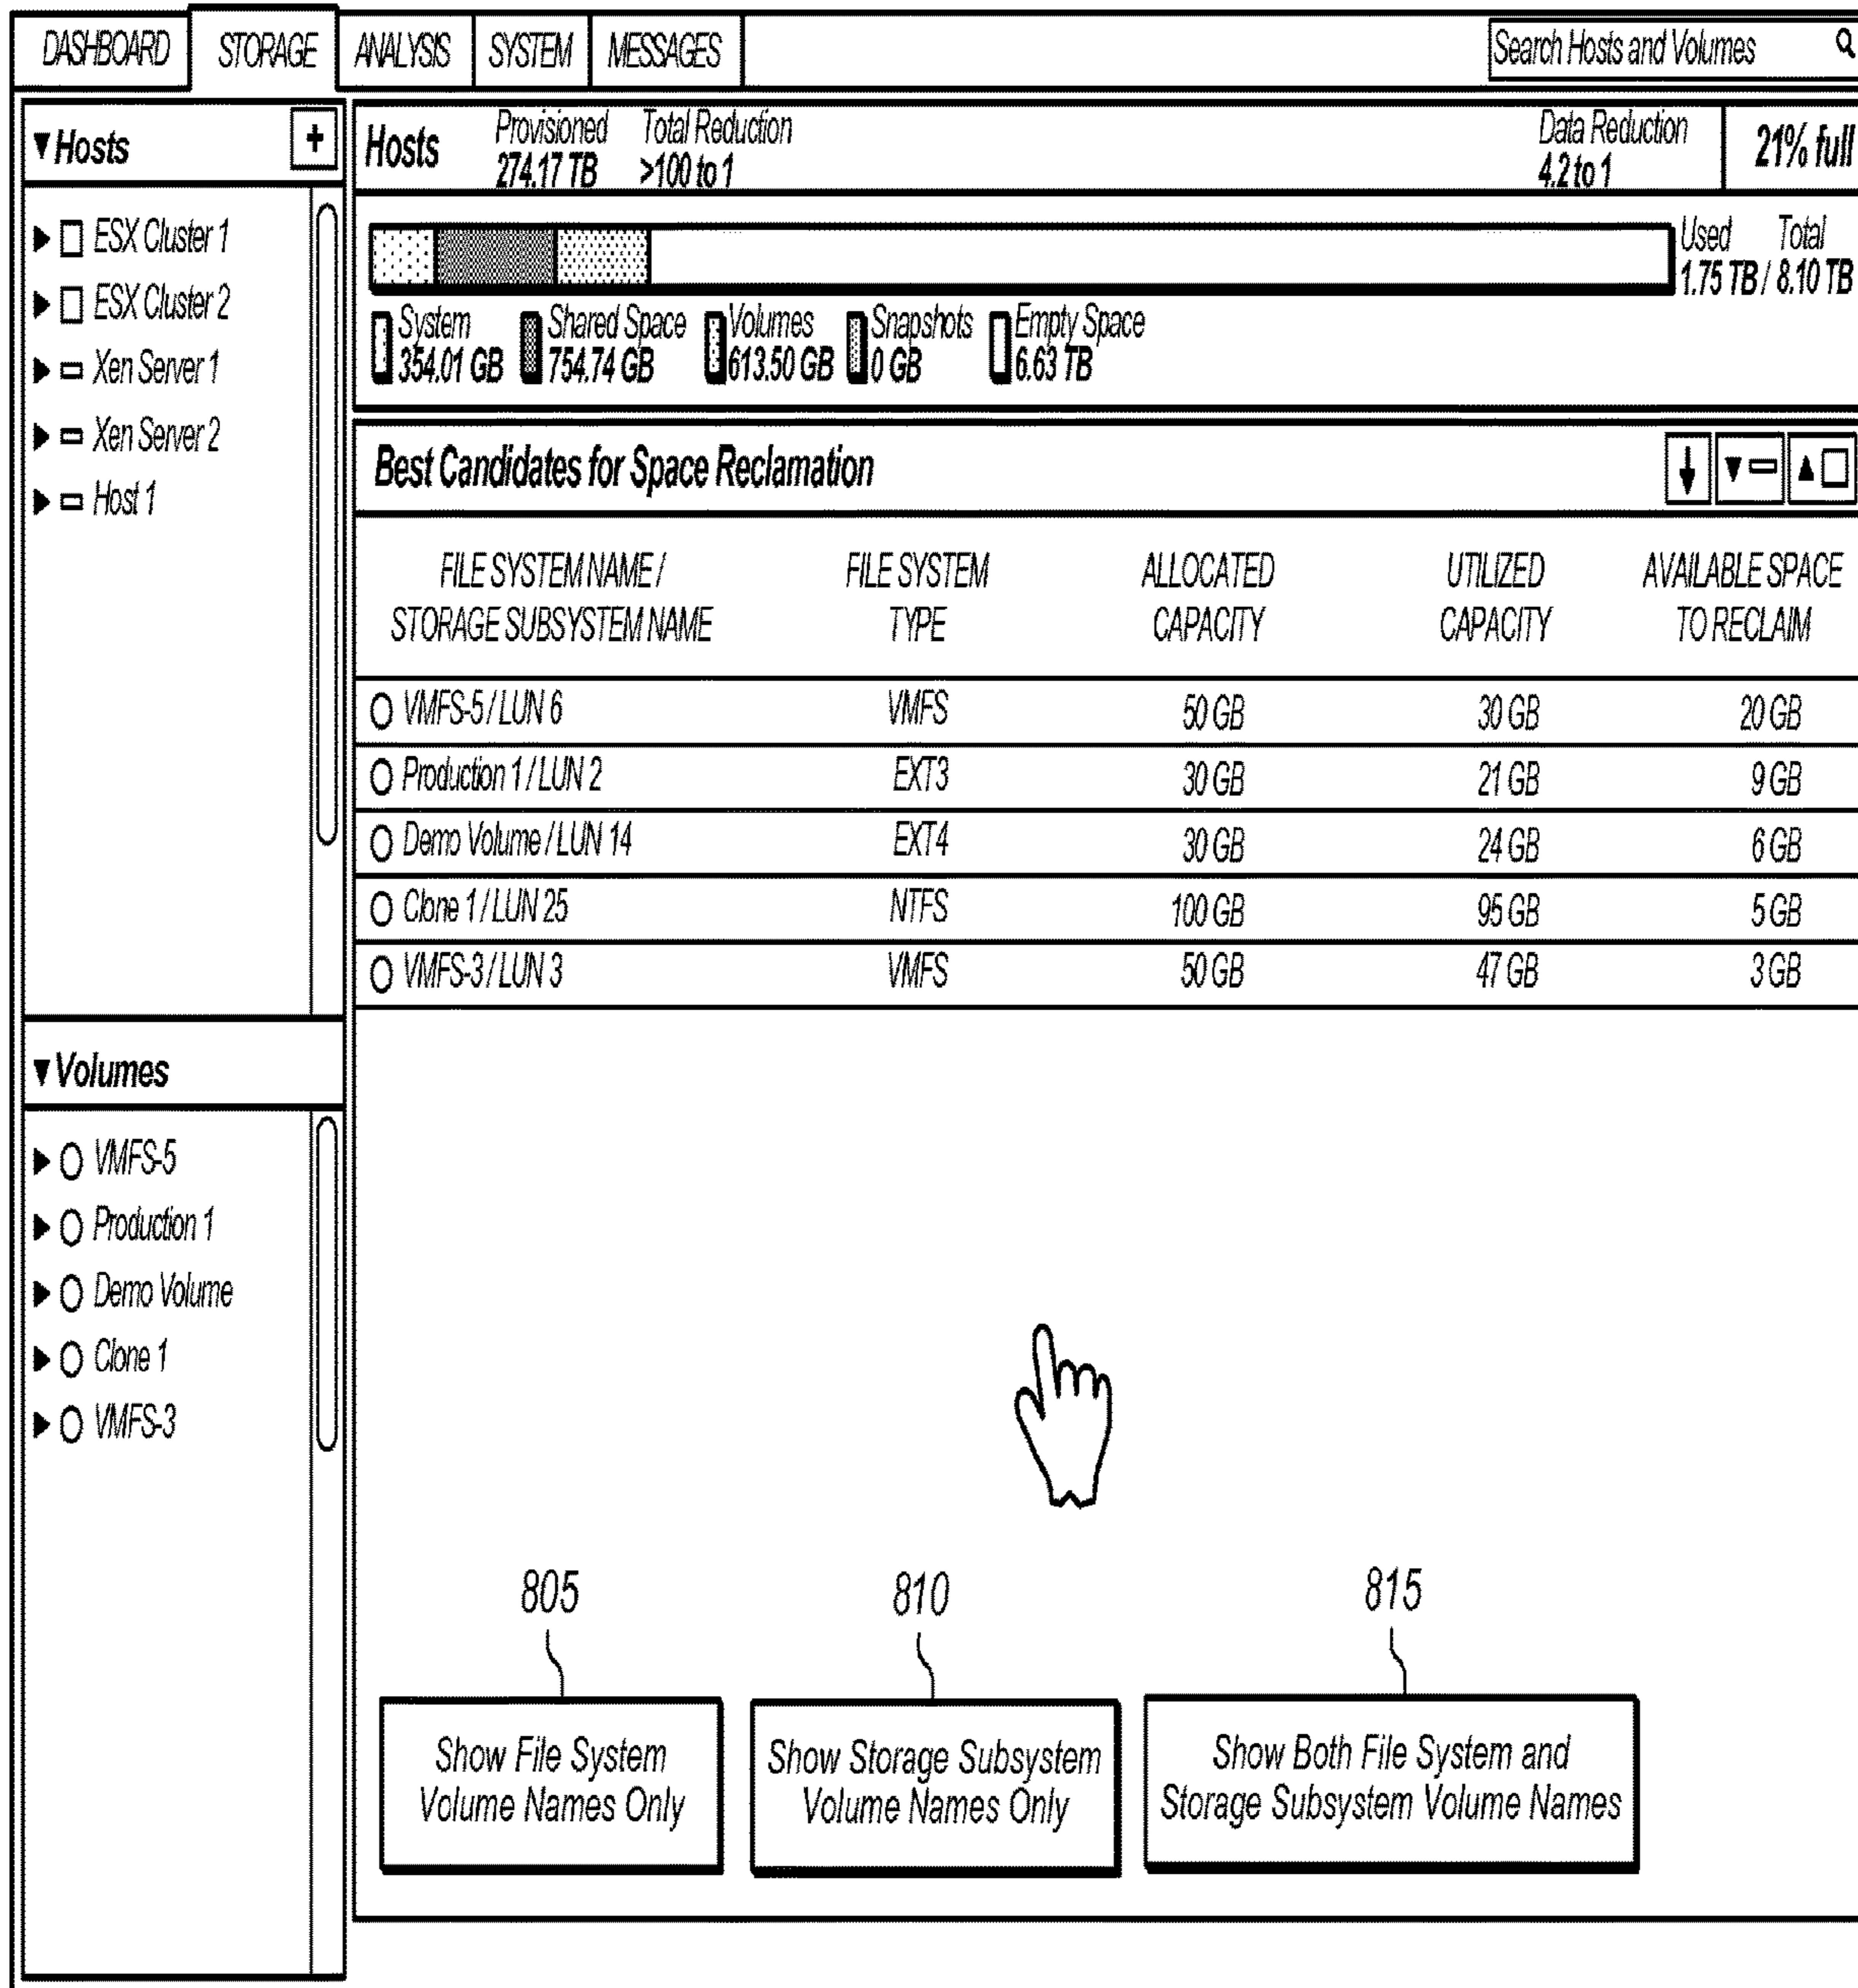 DASHBOARD STORAGE ANALYSIS SYSTEM MESSAGES Search Hosts and Volumes
Hosts +
ESX Cluster 1
ESX Cluster 2
Xen Server 1
Xen Server 2
Host 1
Volumes
VMFS-5
Production 1
Demo Volume
Clone 1
VMFS-3
Hosts Provisioned Total Reduction Data Reduction 21% full
274.17 TB >100 to 1 4.2 to 1
Used Total
1.75 TB / 8.10 TB
System Shared Space Volumes Snapshots Empty Space
354.01 GB 754.74 GB 613.50 GB 0 GB 6.63 TB
Best Candidates for Space Reclamation
FILE SYSTEM NAME / FILE SYSTEM ALLOCATED UTILIZED AVAILABLE SPACE
STORAGE SUBSYSTEM NAME TYPE CAPACITY CAPACITY TO RECLAIM
VMFS-5 / LUN 6 VMFS 50 GB 30 GB 20 GB
Production 1 / LUN 2 EXT3 30 GB 21 GB 9 GB
Demo Volume / LUN 14 EXT4 30 GB 24 GB 6 GB
Clone 1 / LUN 25 NTFS 100 GB 95 GB 5 GB
VMFS-3 / LUN 3 VMFS 50 GB 47 GB 3 GB
805 810 815
Show File System Show Storage Subsystem Show Both File System and
Volume Names Only Volume Names Only Storage Subsystem Volume Names